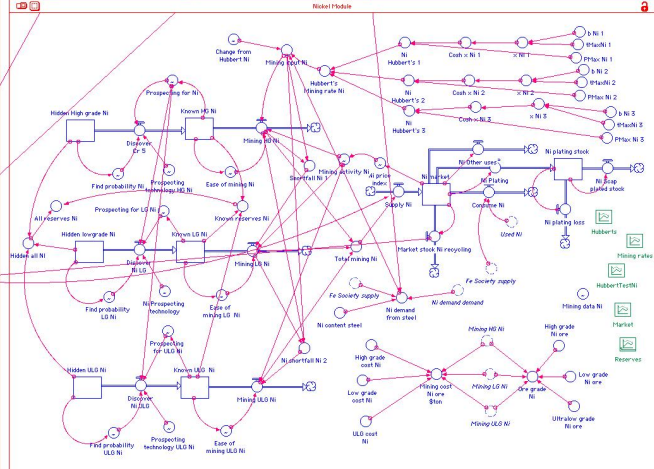 Nickel Module
Change from
Hubbert Ni
Mining input Ni
Hubbert's
Mining rate Ni
Ni
Hubbert's 1
Cosh x Ni 1
x Ni 1
b Ni 1
tMaxNi 1
PMax Ni 1
Ni
Hubbert's 2
Cosh x Ni 2
x Ni 2
b Ni 2
tMaxNi 2
PMax Ni 2
Ni
Hubbert's 3
Cosh x Ni 3
x Ni 3
b Ni 3
tMaxNi 3
PMax Ni 3
Prospecting for Ni
Hidden High grade Ni
Known HG Ni
Discover
Cr 5
Mining HG Ni
Find probability Ni
Prospecting
technology HG Ni
Ease of mining Ni
Shortfall Ni 1
Mining activity Ni
Ni price
index
Supply Ni
Ni market
Ni Other uses
Ni Plating
Consume Ni
Ni plating stock
Ni scap
plated stock
Ni plating loss
Used Ni
Market stock Ni recycling
All reserves Ni
Prospecting for LG Ni
Known reserves Ni
Hidden all NI
Hidden lowgrade Ni
Known LG Ni
Discover
Ni LG
Mining LG Ni
Total mining Ni
Find probability
LG Ni
Ni Prospecting
technology
Ease of
mining LG Ni
Fe Society supply
Ni content steel
Ni demand
from steel
Ni demand demand
Fe Society supply
Hubberts
Mining rates
HubbertTestNi
Mining data Ni
Market
Reserves
Prospecting
for ULG Ni
Ni shortfall Ni 2
Hidden ULG Ni
Known ULG Ni
Discover
Ni ULG
Mining ULG Ni
Find probability
ULG Ni
Prospecting
technology ULG Ni
Ease of
mining ULG Ni
High grade
cost Ni
Low grade
cost Ni
ULG cost
Ni
Mining cost
Ni ore
$ton
Mining HG Ni
Mining LG Ni
Mining ULG Ni
Ore grade
Ni
High grade
Ni ore
Low grade
Ni ore
Ultralow grade
Ni ore